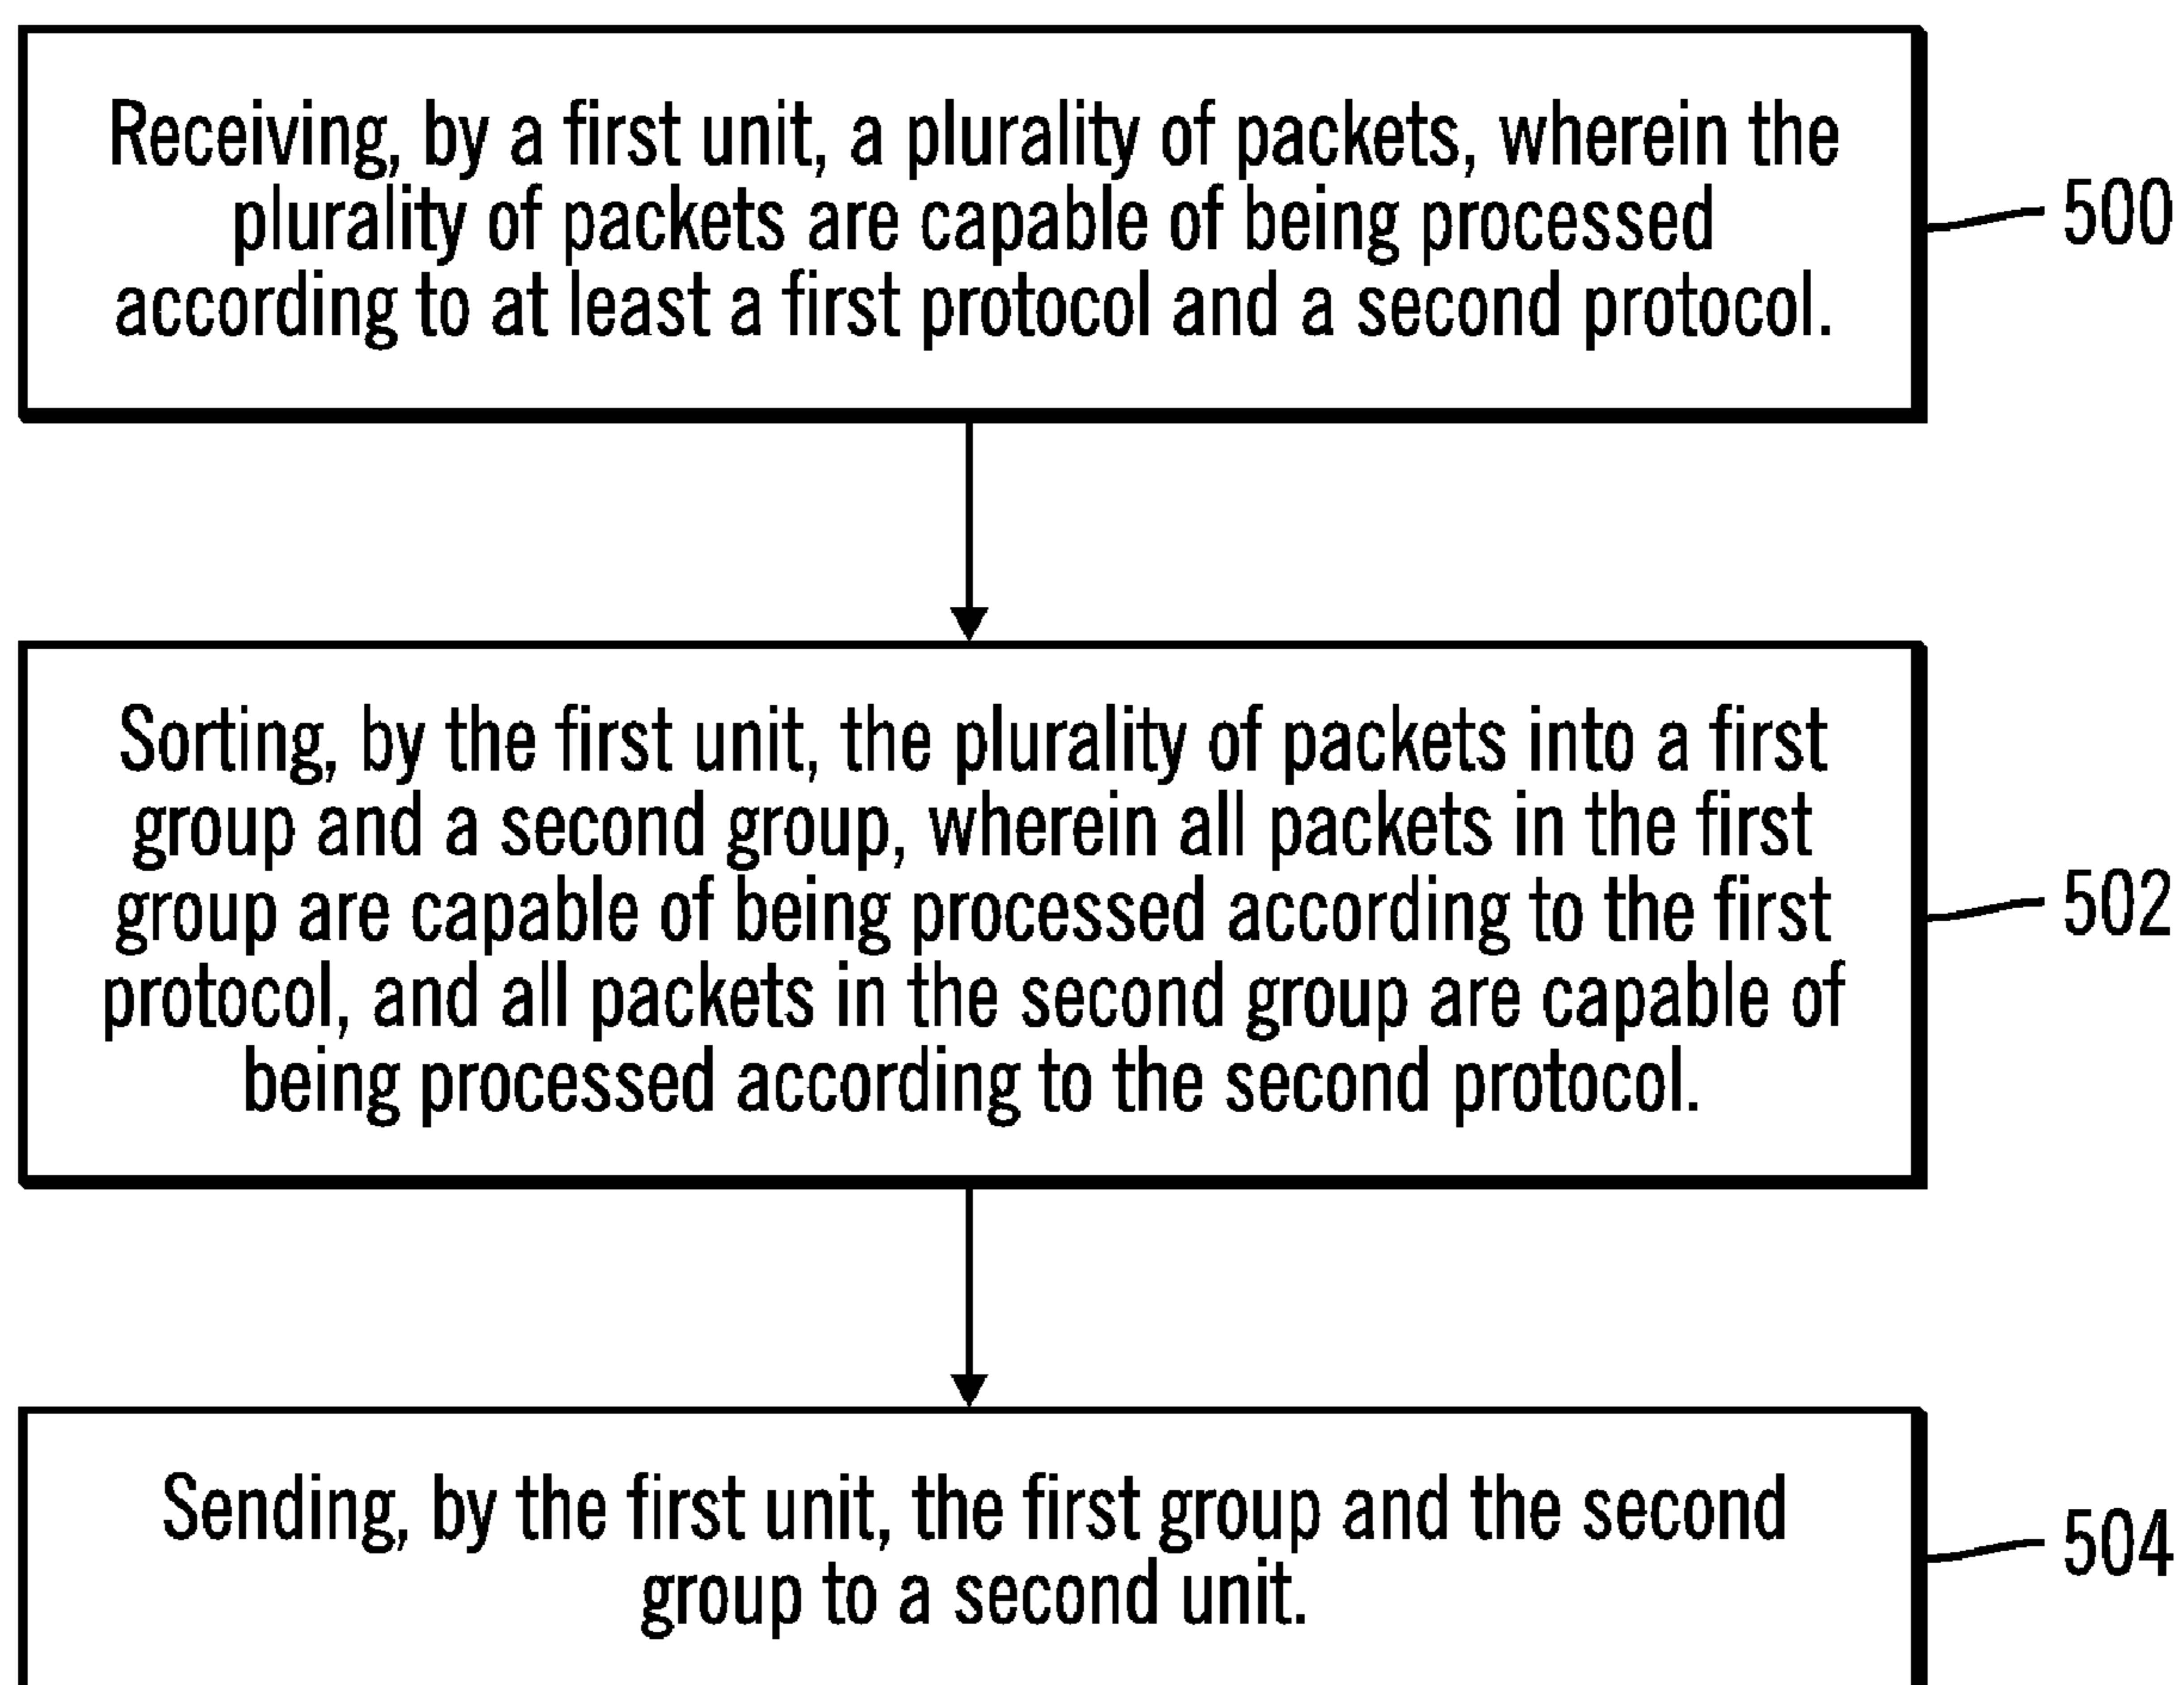 Receiving, by a first unit, a plurality of packets, wherein the
plurality of packets are capable of being processed
according to at least a first protocol and a second protocol.
500
Sorting, by the first unit, the plurality of packets into a first
group and a second group, wherein all packets in the first
group are capable of being processed according to the first
protocol, and all packets in the second group are capable of
being processed according to the second protocol.
502
Sending, by the first unit, the first group and the second
group to a second unit.
504